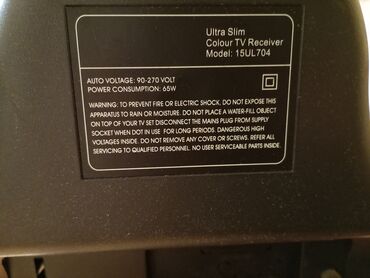 Ultra Slim
Colour TV Receiver
Model: 15UL704
AUTO VOLTAGE: 90-270 VOLT
POWER CONSUMPTION: 65W
WARNING: TO PREVENT FIRE OR ELECTRIC SHOCK. DO NOT EXPOSE THIS
APPARATUS TO RAIN OR MOISTURE. DO NOT PLACE A WATER-FILL OBJECT
ON TOP OF YOUR TV SET DISCONNECT THE MAINS PLUG FROM SUPPLY
SOCKET WHEN DOT IN USE FOR LONG PERIODS. DANGEROUS HIGH
VOLTAGES INSIDE. DO NOT REMOVE ANY COVER OR SCREWS. REFER ALL
SERVICING TO QUALIFIED PERSONNEL. NO USER SERVICEABLE PARTS INSIDE.